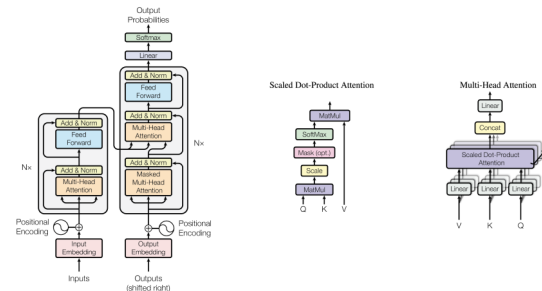 Output
Probabilities
Softmax
Linear
Add & Norm
Feed
Forward
Add & Norm
Multi-Head
Attention
Add & Norm
Masked
Multi-Head
Attention
Nx
Positional
Encoding
Output
Embedding
Outputs
(shifted right)
Add & Norm
Feed
Forward
Nx
Add & Norm
Multi-Head
Attention
Positional
Encoding
Input
Embedding
Inputs
Scaled Dot-Product Attention
MatMul
SoftMax
Mask (opt.)
Scale
MatMul
Q K V
Multi-Head Attention
Linear
Concat
Scaled Dot-Product
Attention
Linear Linear Linear
V K Q